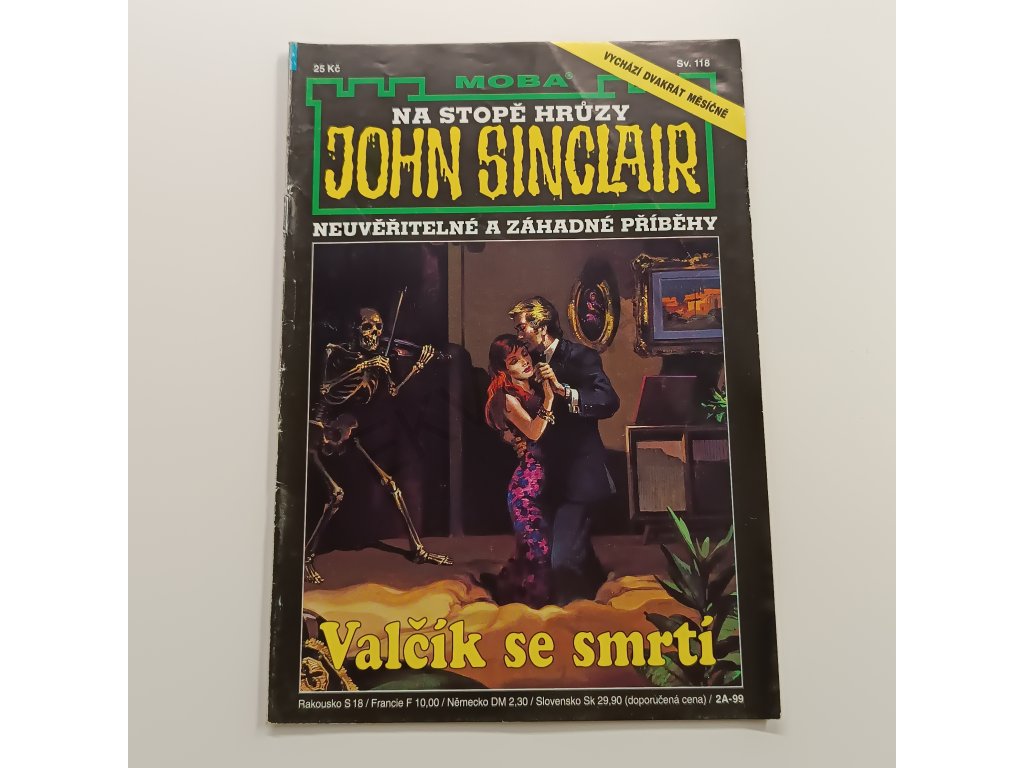 25 Kč
MOBA®
Sv. 118
VYCHÁZÍ DVAKRÁT MĚSÍČNĚ
NA STOPĚ HRŮZY
JOHN SINCLAIR
NEUVĚŘITELNÉ A ZÁHADNÉ PŘÍBĚHY
Valčík se smrtí
Rakousko S 18 / Francie F 10,00 / Německo DM 2,30 / Slovensko Sk 29,90 (doporučená cena) / 2A-99